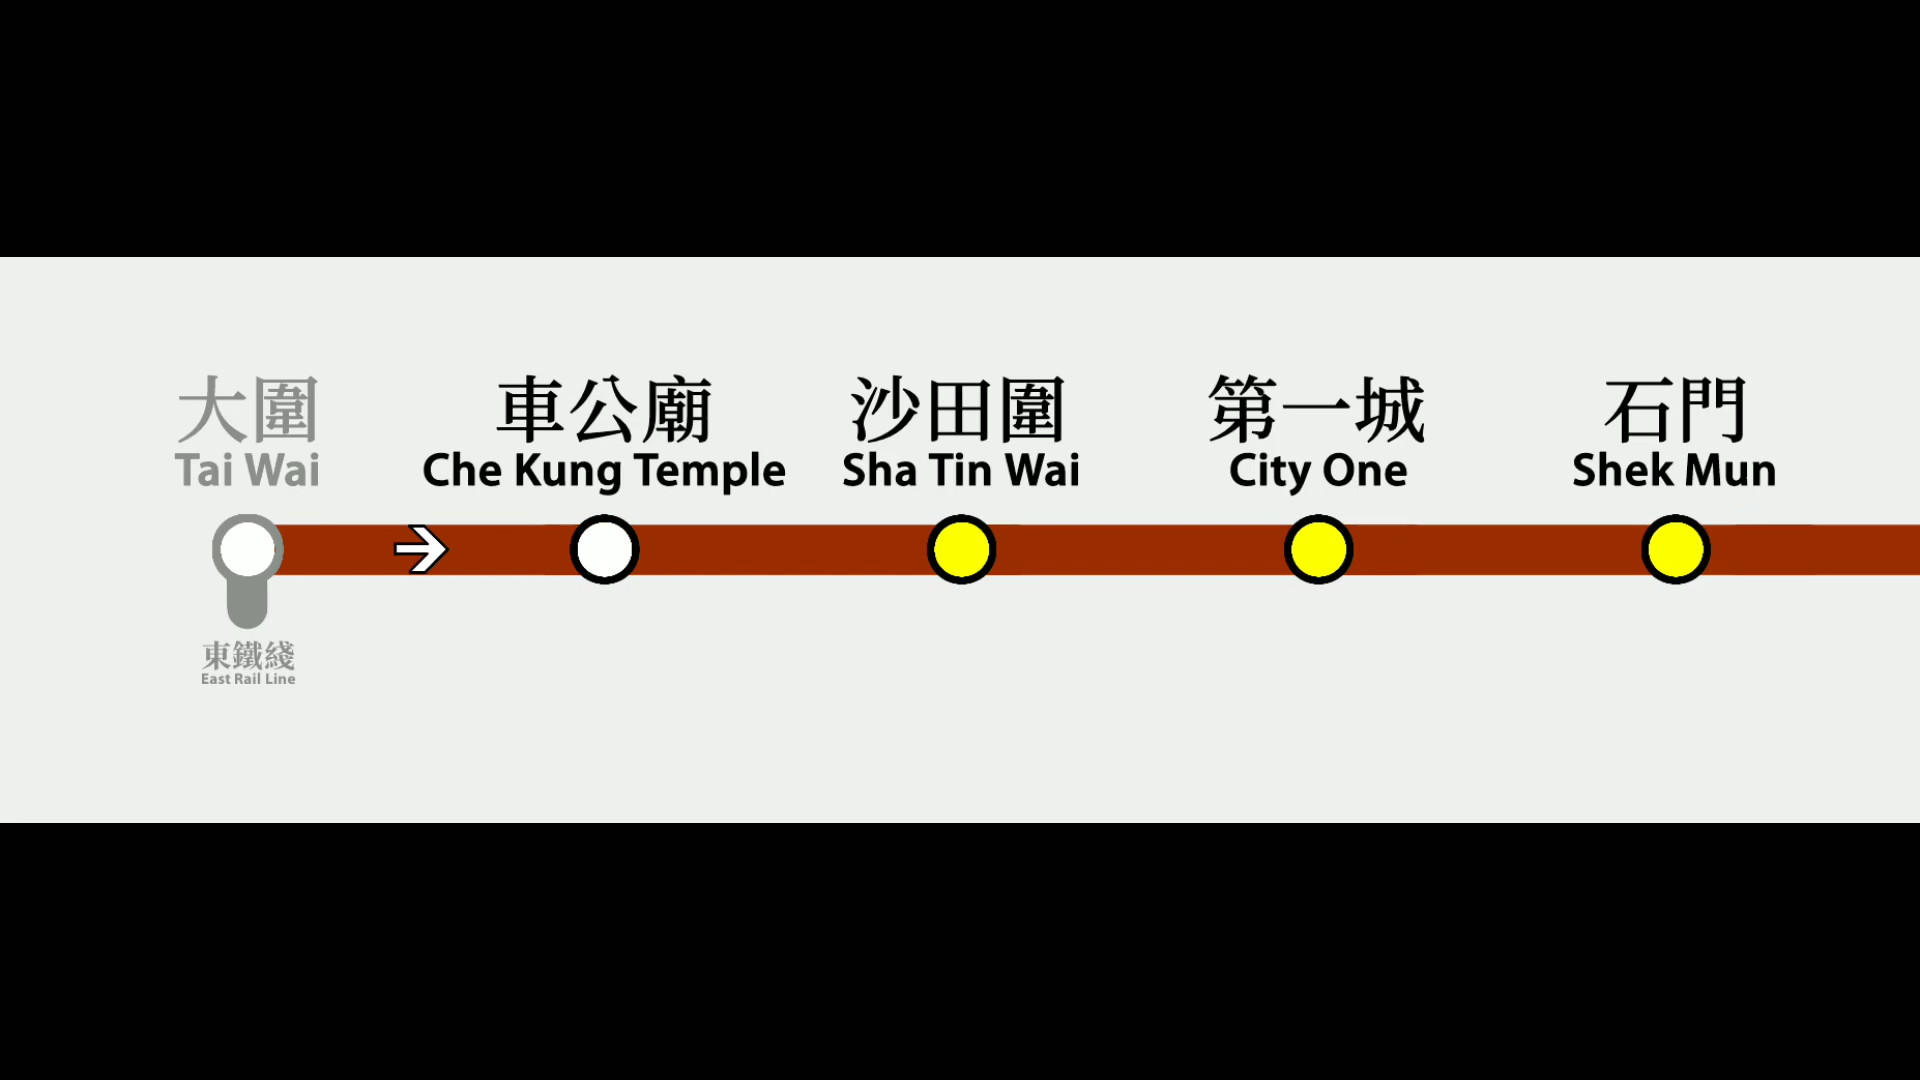 大圍
Tai Wai
東鐵綫
East Rail Line
車公廟
Che Kung Temple
沙田圍
Sha Tin Wai
第一城
City One
石門
Shek Mun